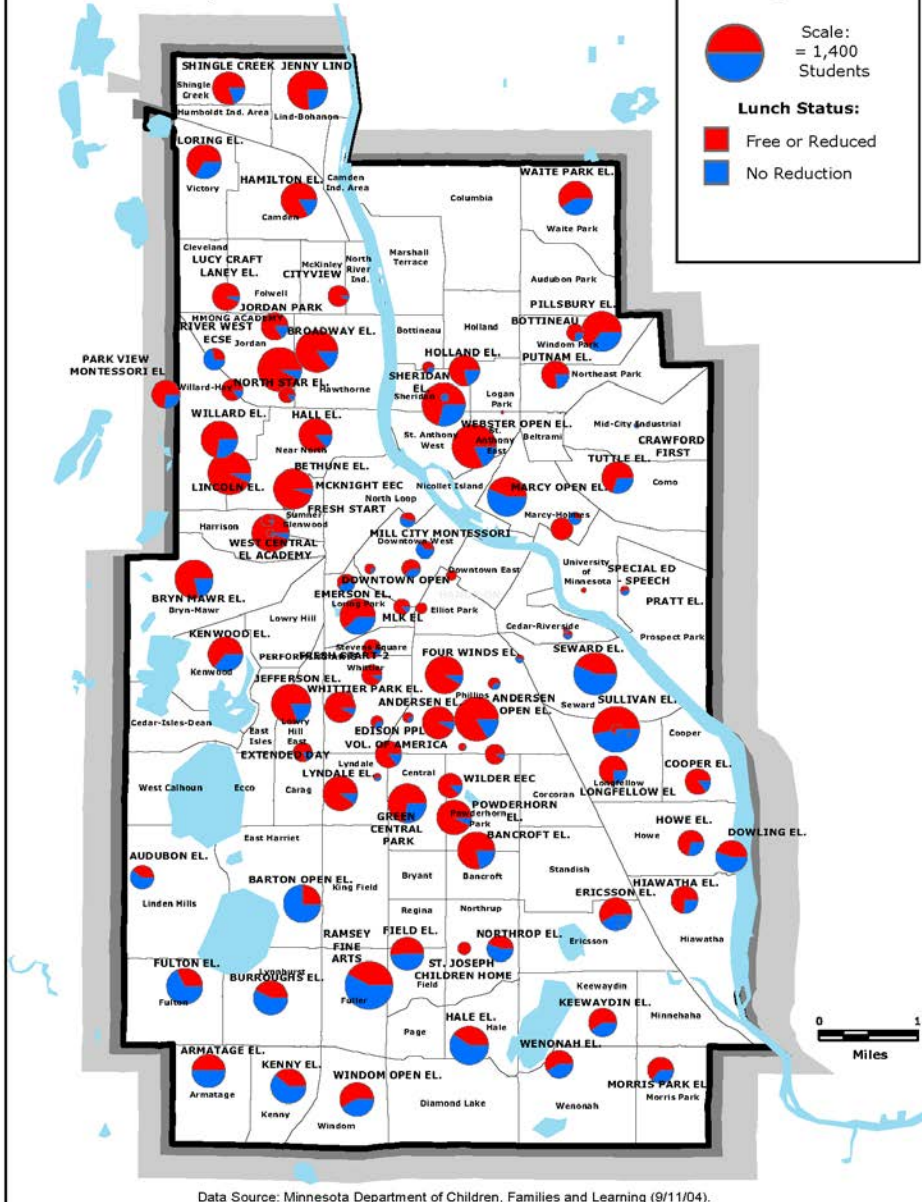 Scale:
= 1,400
Students
Lunch Status:
Free or Reduced
No Reduction
SHINGLE CREEK
JENNY LIND
Shingle
Creek
Humboldt Ind. Area
Lind-Bohanon
LORING EL.
Victory
HAMILTON EL.
Camden
Ind. Area
Camden
WAITE PARK EL.
Columbia
Waite Park
Cleveland
LUCY CRAFT
LANEY EL.
McKinley
CITYVIEW
North
River
Ind.
Marshall
Terrace
Folwell
Audubon Park
JORDAN PARK
HMONG ACADEMY
RIVER WEST
ECSE
Jordan
BROADWAY EL.
Bottineau
Holland
PILLSBURY EL.
BOTTINEAU
Windom Park
PARK VIEW
MONTESSORI EL
HOLLAND EL.
PUTNAM EL.
Northeast Park
Willard-Hay
NORTH STAR EL.
Hawthorne
SHERIDAN
EL.
Sheridan
Logan
Park
WILLARD EL.
HALL EL.
Near North
St. Anthony
West
WEBSTER OPEN EL.
St.
Anthony
East
Beltrami
Mid-City Industrial
CRAWFORD
FIRST
BETHUNE EL.
LINCOLN EL.
MCKNIGHT EEC
FRESH START
North Loop
Nicollet Island
MARCY OPEN EL.
TUTTLE EL.
Como
Harrison
Sumner
Glenwood
WEST CENTRAL
EL ACADEMY
MILL CITY MONTESSORI
Downtown West
Marcy-Holmes
DOWNTOWN OPEN
Downtown East
University
of
Minnesota
SPECIAL ED
- SPEECH
PRATT EL.
BRYN MAWR EL.
Bryn-Mawr
EMERSON EL.
Loring Park
MLK EL
Elliot Park
Lowry Hill
Cedar-Riverside
Prospect Park
KENWOOD EL.
Kenwood
Stevens Square
FRESH START 2
Whittier
FOUR WINDS EL.
SEWARD EL.
JEFFERSON EL.
WHITTIER PARK EL.
Phillips
ANDERSEN
OPEN EL.
ANDERSEN EL.
Seward
SULLIVAN EL.
Cedar-Isles-Dean
East
Isles
Lowry
Hill
East
EDISON PPL
VOL. OF AMERICA
Cooper
EXTENDED DAY
Lyndale
LYNDALE EL.
Central
WILDER EEC
Corcoran
Longfellow
LONGFELLOW EL
COOPER EL.
West Calhoun
Ecco
Carag
GREEN
CENTRAL
PARK
POWDERHORN
EL.
Powderhorn
Park
East Harriet
BANCROFT EL.
Bancroft
Howe
HOWE EL.
DOWLING EL.
AUDUBON EL.
Linden Hills
BARTON OPEN EL.
King Field
Bryant
Standish
ERICSSON EL.
HIAWATHA EL.
Regina
Northrup
Ericsson
Hiawatha
RAMSEY
FINE
ARTS
FIELD EL.
NORTHROP EL.
FULTON EL.
Fulton
Lynnhurst
BURROUGHS EL.
Fuller
ST. JOSEPH
CHILDREN HOME
Field
Keewaydin
KEEWAYDIN EL.
Minnehaha
Page
HALE EL.
Hale
WENONAH EL.
ARMATAGE EL.
Armatage
KENNY EL.
Kenny
WINDOM OPEN EL.
Windom
Diamond Lake
Wenonah
MORRIS PARK EL
Morris Park
0
1
Miles
Data Source: Minnesota Department of Children, Families and Learning (9/11/04).